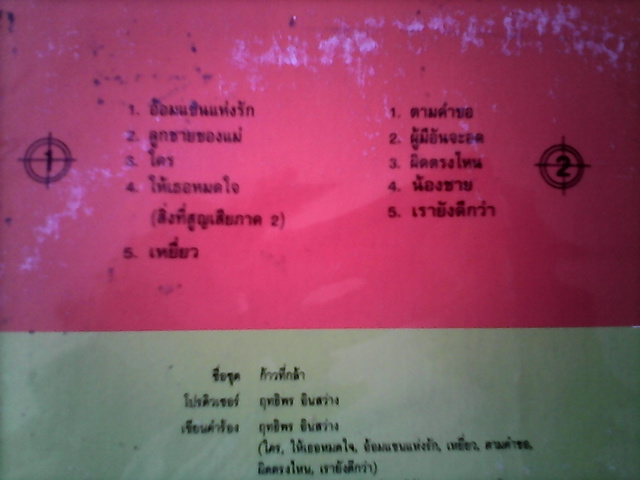 1
1. อ้อมแขนแห่งรัก
2. ลูกชายของแม่
3. ใคร
4. ให้เธอหมดใจ
(สิ่งที่สูญเสียภาค 2)
5. เหยี่ยว
1. ตามคำขอ
2. ผู้มีอันจะอด
3. ผิดตรงไหน
4. น้องชาย
5. เรายังดีกว่า
2
ชื่อชุด ก้าวที่กล้า
โปรดิวเซอร์ ฤทธิพร อินสว่าง
เขียนคำร้อง ฤทธิพร อินสว่าง
(ใคร, ให้เธอหมดใจ, อ้อมแขนแห่งรัก, เหยี่ยว, ตามคำขอ,
ผิดตรงไหน, เรายังดีกว่า)